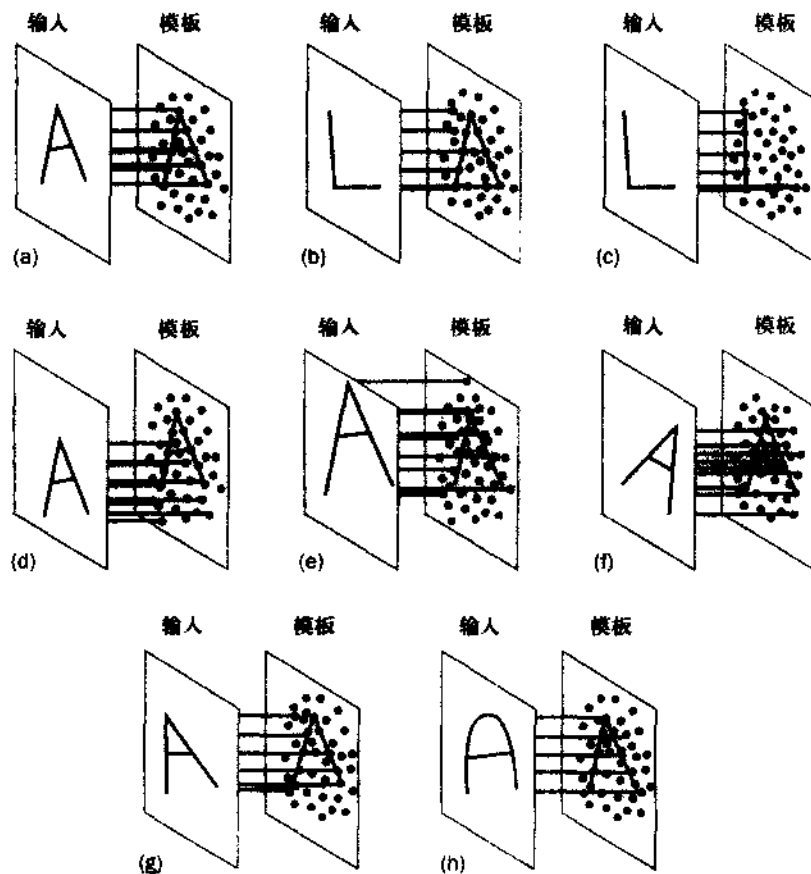 输入 模板 输入 模板 输入 模板
(a) (b) (c)
输入 模板 输入 模板 输入 模板
(d) (e) (f)
输入 模板 输入 模板
(g) (h)